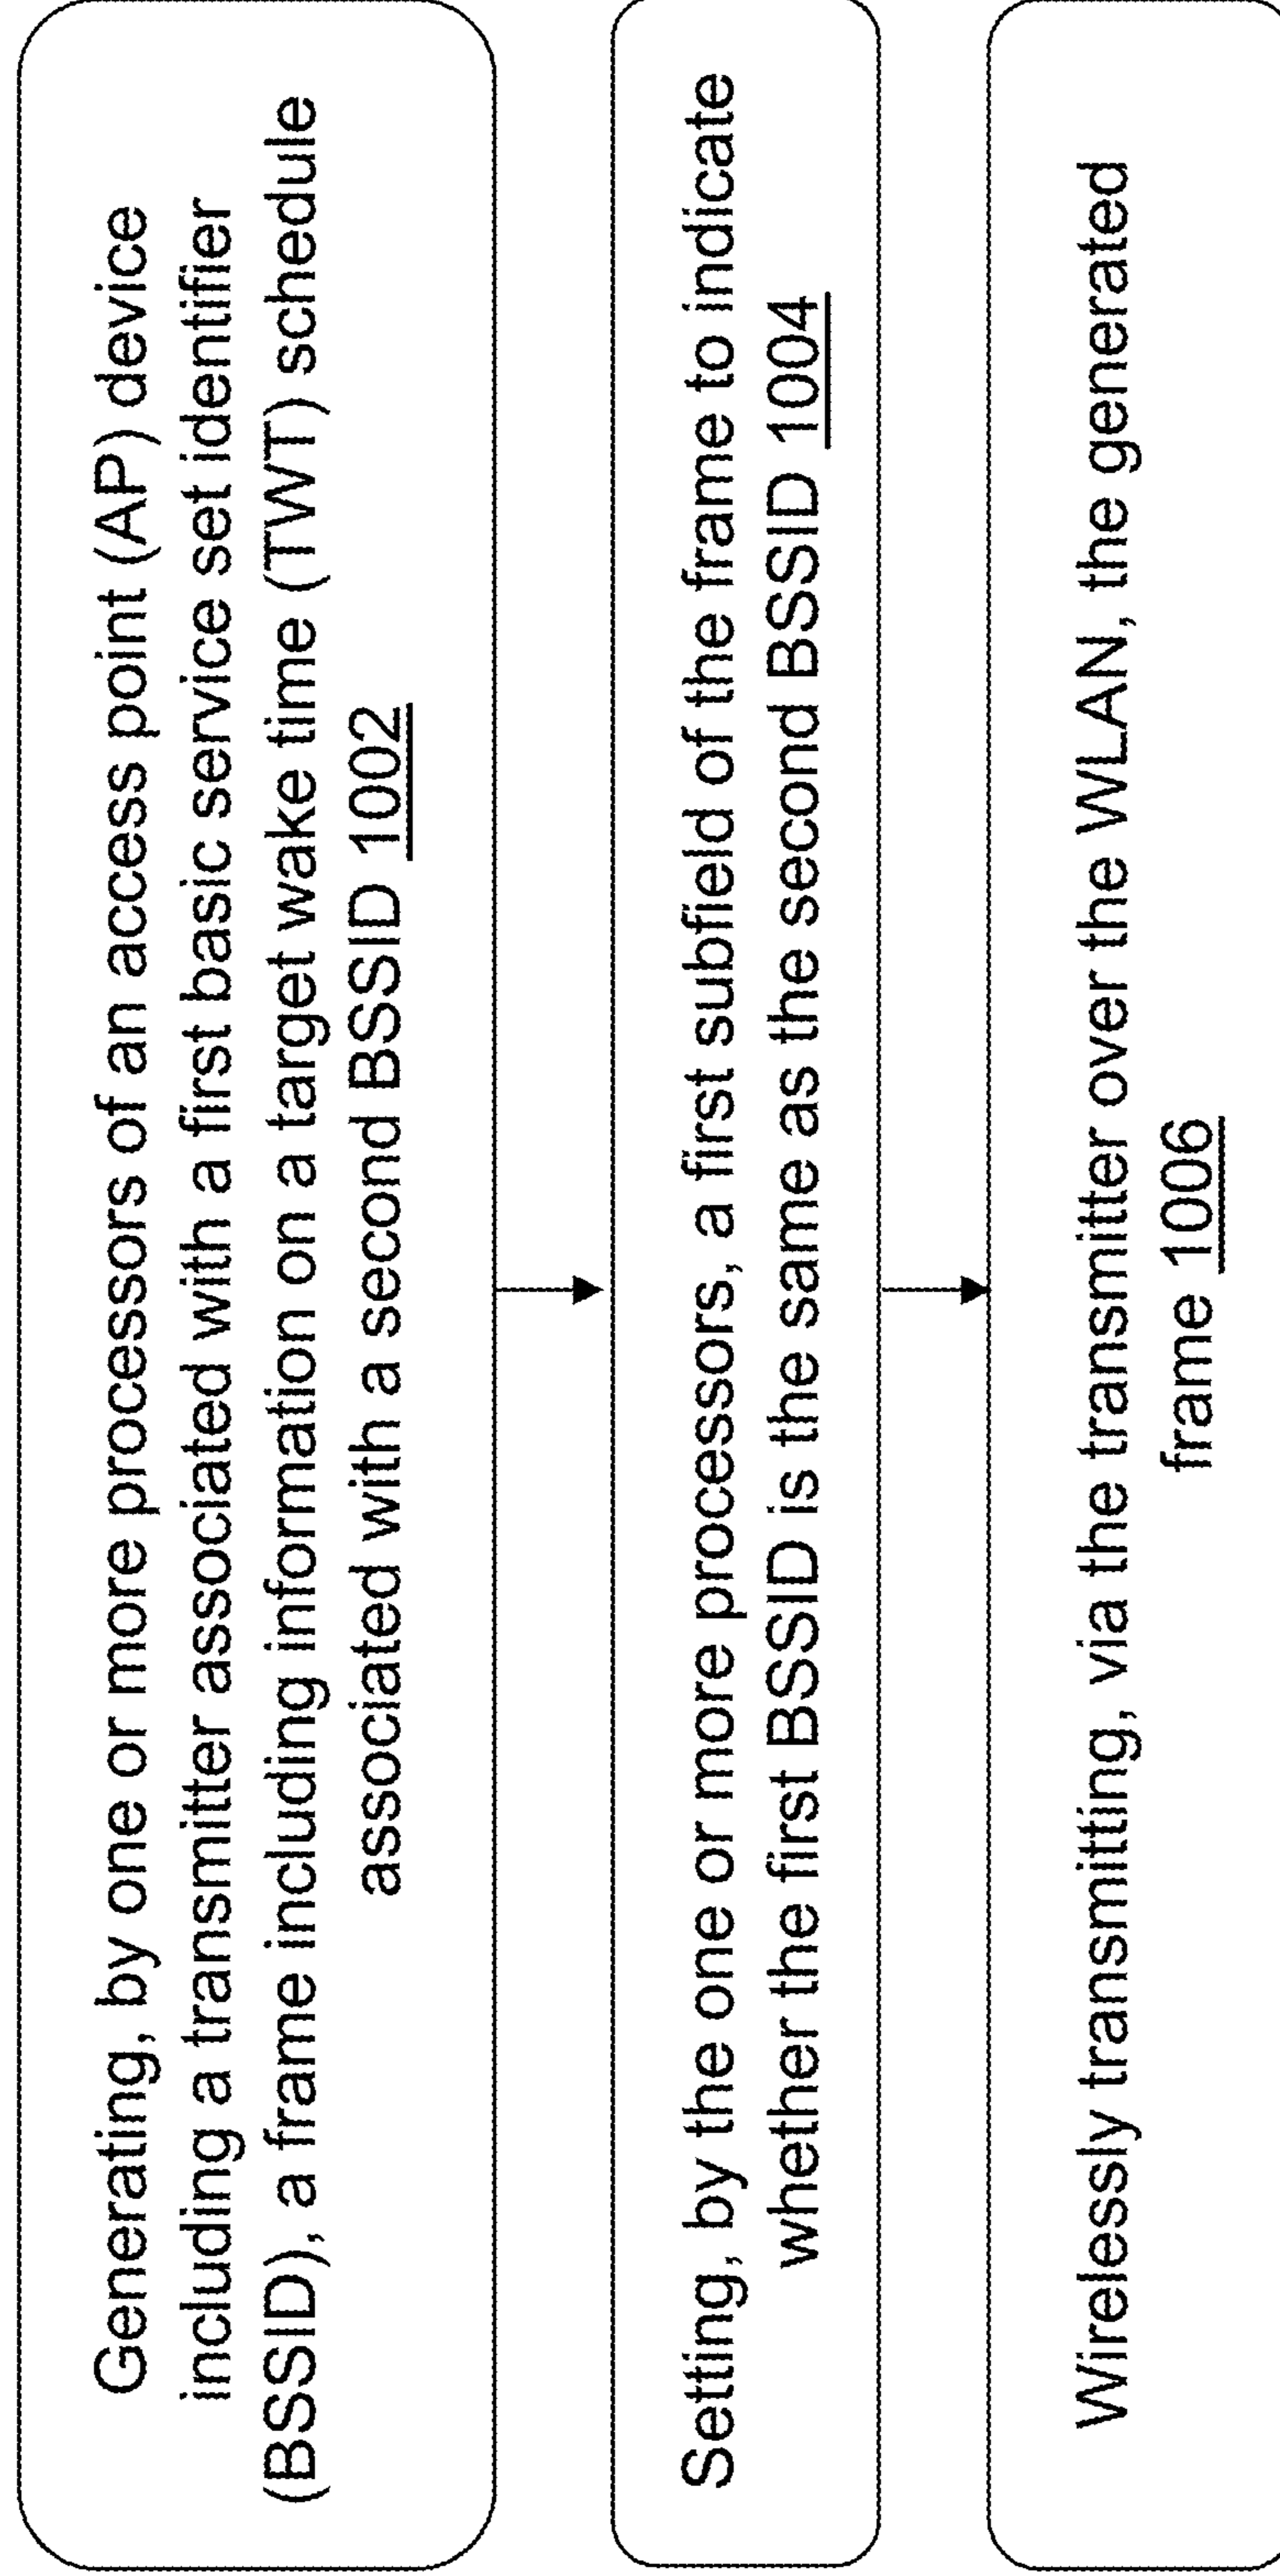 Generating, by one or more processors of an access point (AP) device
including a transmitter associated with a first basic service set identifier
(BSSID), a frame including information on a target wake time (TWT) schedule
associated with a second BSSID 1002
Setting, by the one or more processors, a first subfield of the frame to indicate
whether the first BSSID is the same as the second BSSID 1004
Wirelessly transmitting, via the transmitter over the WLAN, the generated
frame 1006